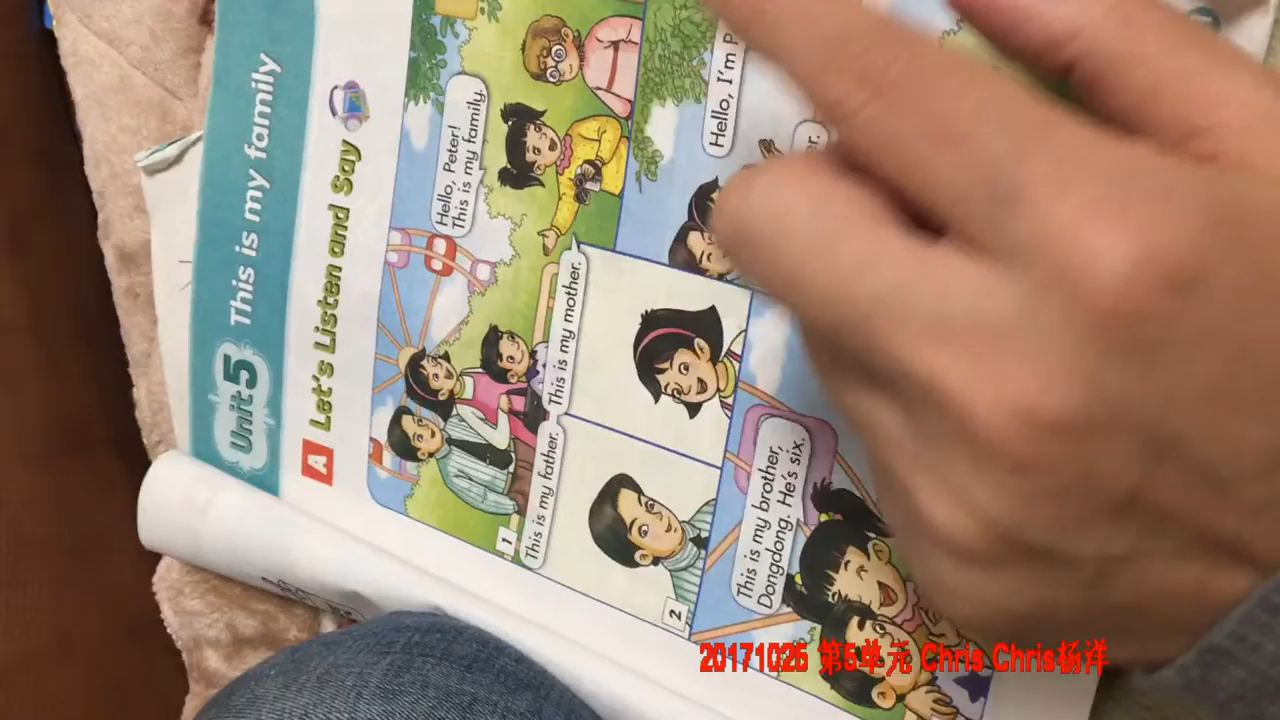 Unit 5 This is my family
A Let's Listen and Say
Hello, Peter!
This is my family.
1
Hello, I'm
This is my father.
This is my mother.
2
This is my brother,
Dongdong. He's six.
20171026 第5单元 Chris Chris杨洋